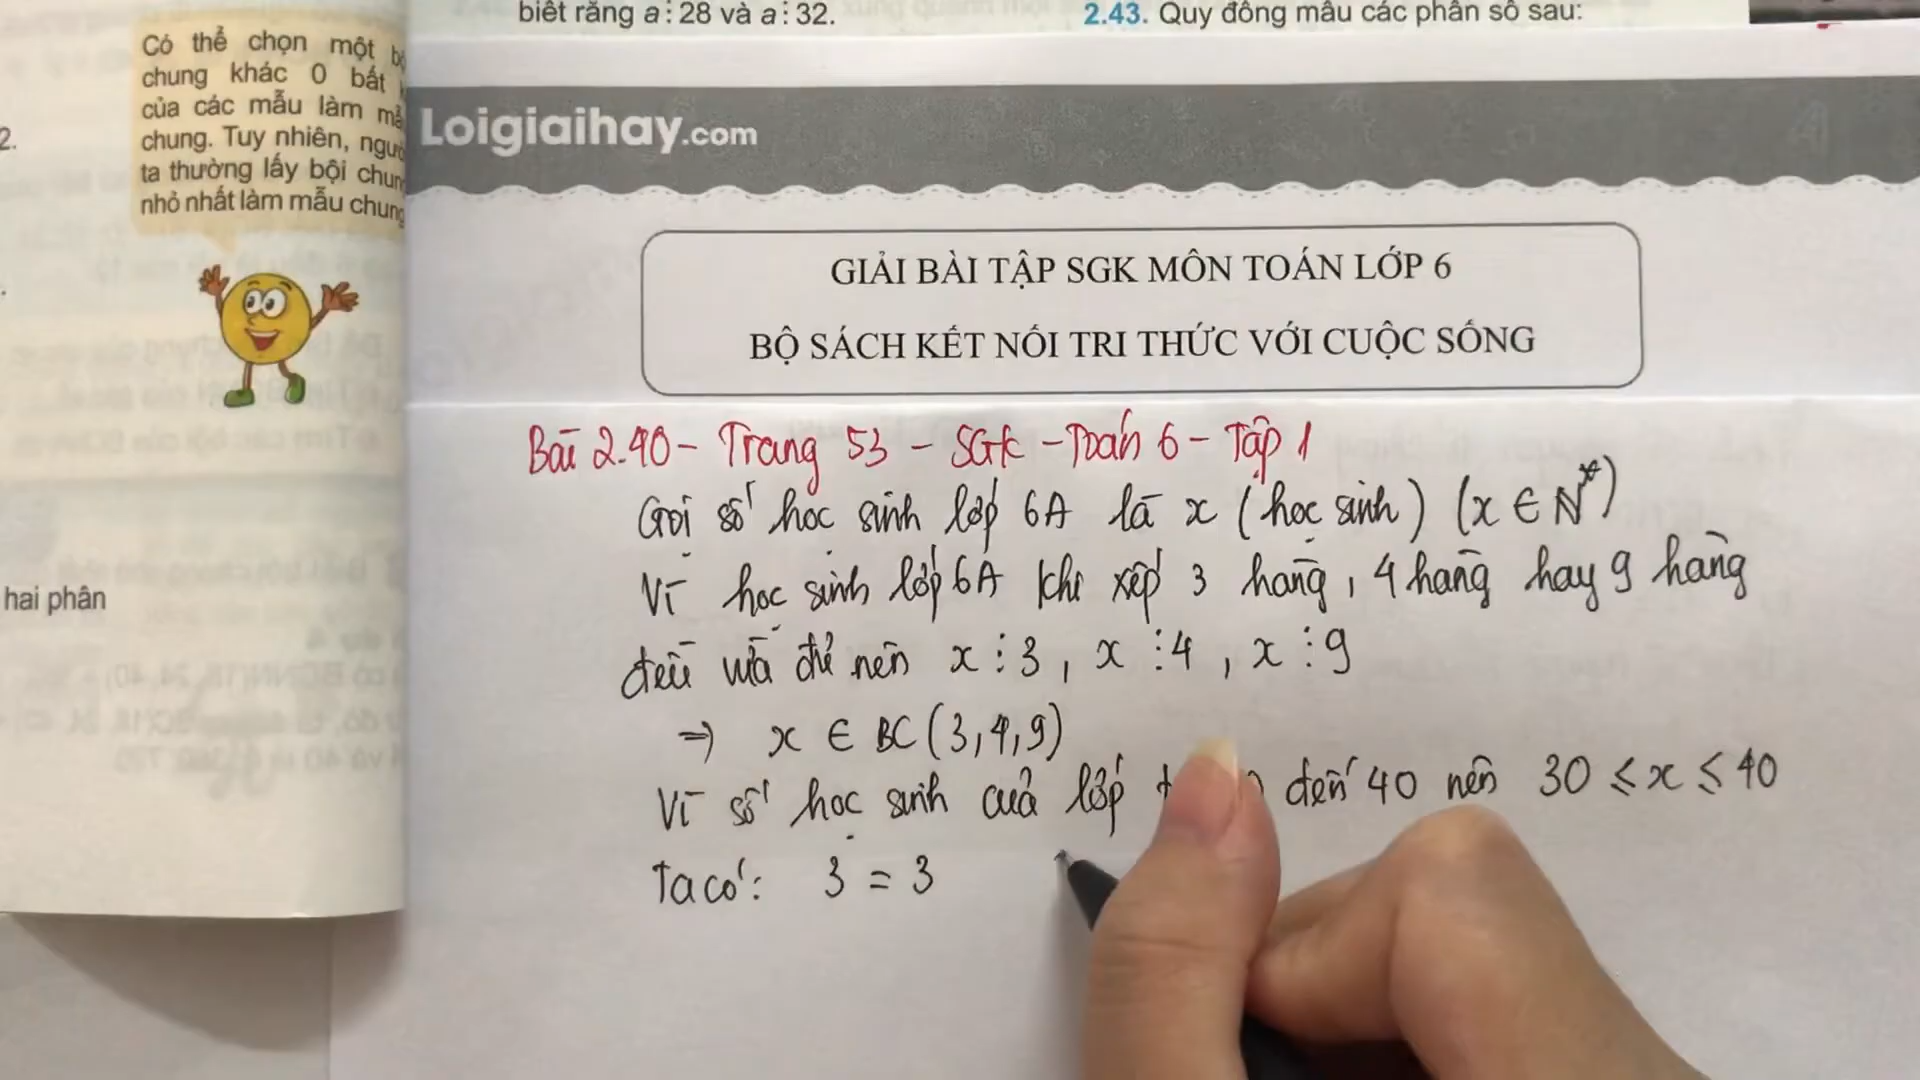 biết rằng a⋮28 và a⋮32.
2.43. Quy đồng mẫu các phân số sau:
Có thể chọn một
chung khác 0 bất
của các mẫu làm
chung. Tuy nhiên,
ta thường lấy bội
nhỏ nhất làm mẫu
2.
hai phân
Loigiaihay.com
GIẢI BÀI TẬP SGK MÔN TOÁN LỚP 6
BỘ SÁCH KẾT NỐI TRI THỨC VỚI CUỘC SỐNG
Bài 2.40 - Trang 53 - SGK - Toán 6 - Tập 1
Gọi số học sinh lớp 6A là x (học sinh) (x ∈ N*)
Vì học sinh lớp 6A khi xếp 3 hàng, 4 hàng hay 9 hàng
đều vừa đủ nên x⋮3, x⋮4, x⋮9
⇒ x ∈ BC(3,4,9)
Vì số học sinh của lớp đến 40 nên 30 ≤ x ≤ 40
Ta có: 3 = 3